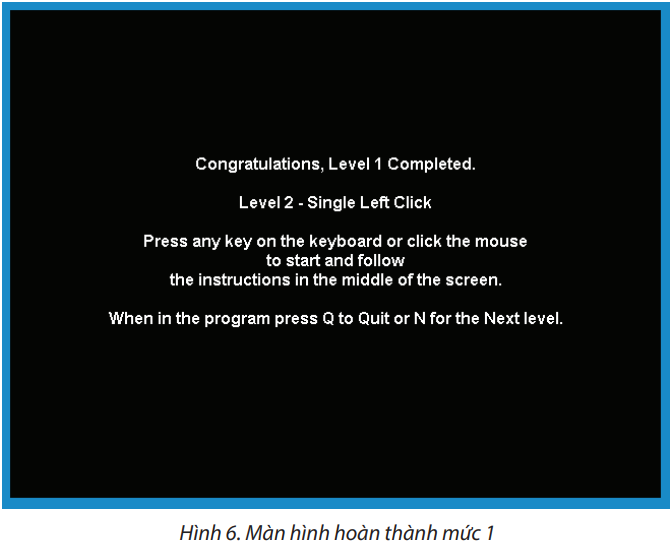 Congratulations, Level 1 Completed.
Level 2 - Single Left Click
Press any key on the keyboard or click the mouse
to start and follow
the instructions in the middle of the screen.
When in the program press Q to Quit or N for the Next level.
Hình 6. Màn hình hoàn thành mức 1